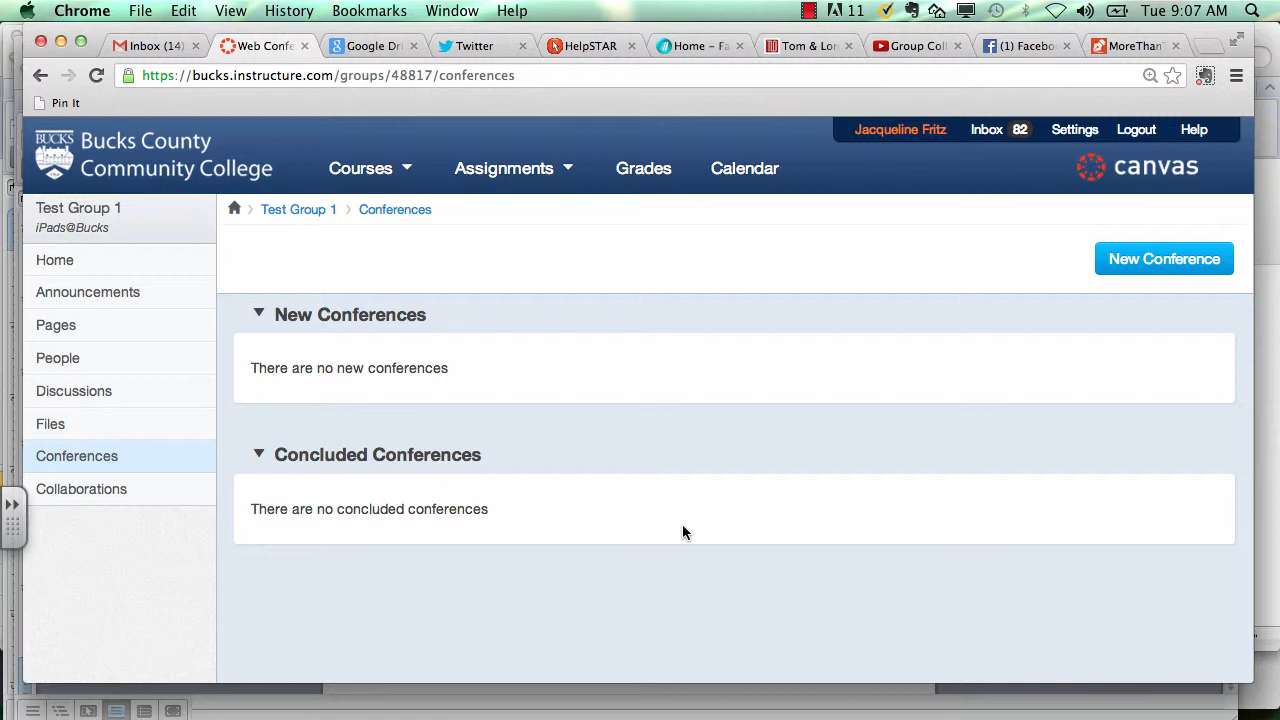 Chrome File Edit View History Bookmarks Window Help 11 Tue 9:07 AM
Inbox (14) Web Confe Google Dr Twitter HelpSTAR Home – Fa Tom & Group Coll (1) Facebo MoreThan
https://bucks.instructure.com/groups/48817/conferences
Pin It
BUCKS
Bucks County
Community College
Jacqueline Fritz Inbox 82 Settings Logout Help
Courses Assignments Grades Calendar
canvas
Test Group 1
iPads@Bucks
Home
Announcements
Pages
People
Discussions
Files
Conferences
Collaborations
Test Group 1 Conferences
New Conference
New Conferences
There are no new conferences
Concluded Conferences
There are no concluded conferences